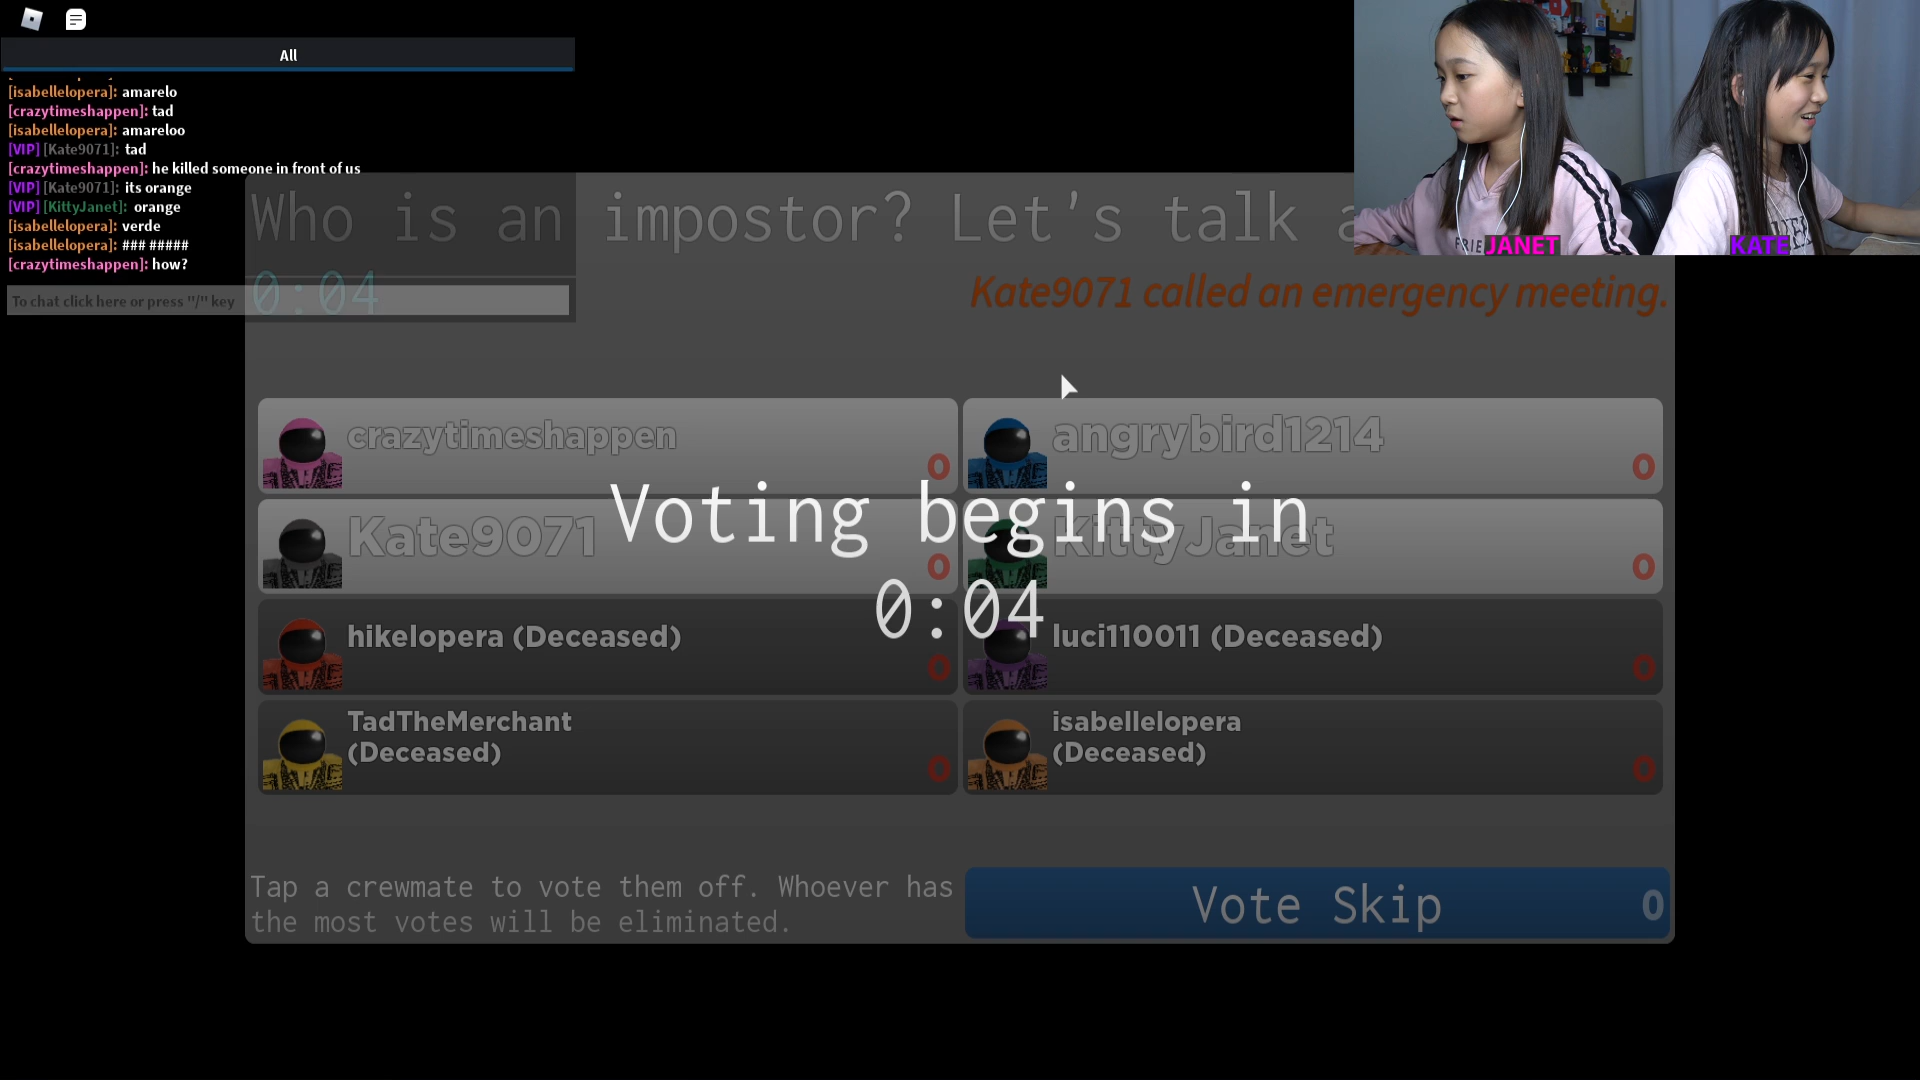 All
[isabellelopera]: amarelo
[crazytimeshappen]: tad
[isabellelopera]: amareloo
[VIP] [Kate9071]: tad
[crazytimeshappen]: he killed someone in front of us
[VIP] [Kate9071]: its orange
[VIP] [KittyJanet]: orange
[isabellelopera]: verde
[isabellelopera]: ### #####
[crazytimeshappen]: how?
To chat click here or press "/" key
JANET
KATE
Who is an impostor? Let's talk
0:04
Kate9071 called an emergency meeting.
crazytimeshappen
0
angrybird1214
0
Voting begins in
0:04
Kate9071
0
KittyJanet
0
hikelopera (Deceased)
0
luci110011 (Deceased)
0
TadTheMerchant
(Deceased)
0
isabellelopera
(Deceased)
0
Tap a crewmate to vote them off. Whoever has
the most votes will be eliminated.
Vote Skip
0